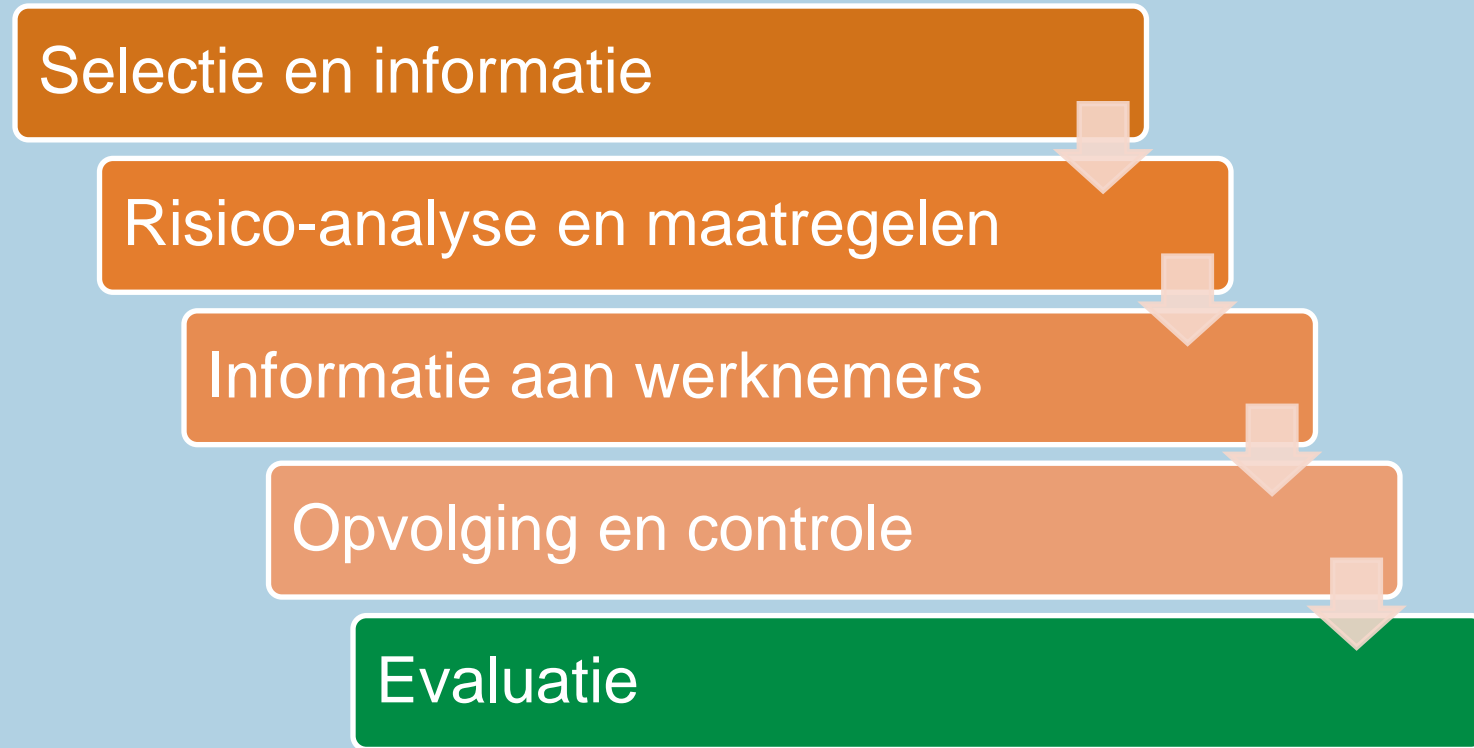 Selectie en informatie
Risico-analyse en maatregelen
Informatie aan werknemers
Opvolging en controle
Evaluatie